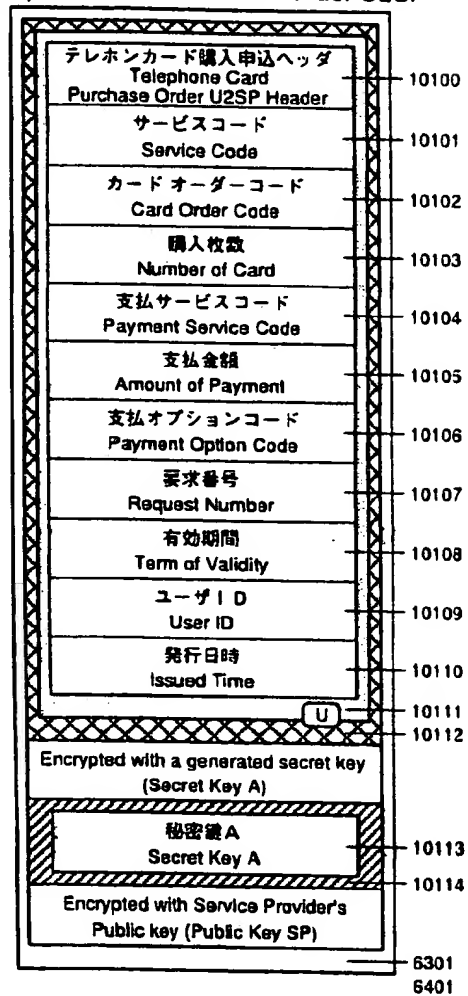 テレホンカード購入申込ヘッダ
Telephone Card
Purchase Order U2SP Header
10100
サービスコード
Service Code
10101
カード オーダーコード
Card Order Code
10102
購入枚数
Number of Card
10103
支払サービスコード
Payment Service Code
10104
支払金額
Amount of Payment
10105
支払オプションコード
Payment Option Code
10106
要求番号
Request Number
10107
有効期間
Term of Validity
10108
ユーザID
User ID
10109
発行日時
Issued Time
10110
U
10111
10112
Encrypted with a generated secret key
(Secret Key A)
秘密鍵A
Secret Key A
10113
10114
Encrypted with Service Provider's
Public key (Public Key SP)
6301
6401